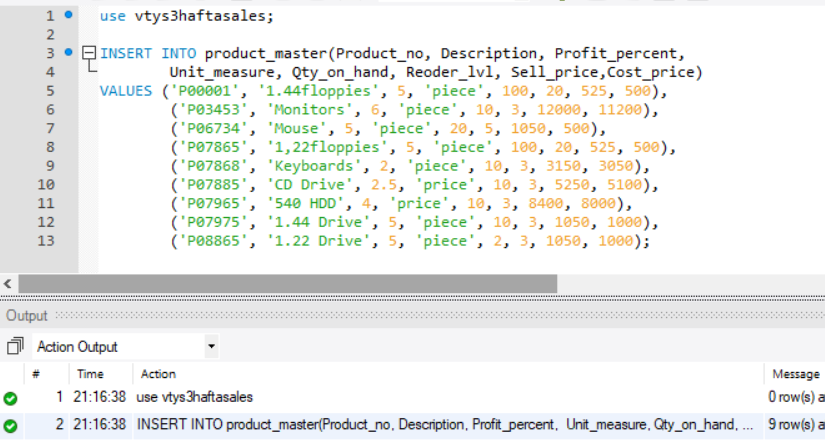 1 use vtys3haftasales;
2
3 INSERT INTO product_master(Product_no, Description, Profit_percent,
4 Unit_measure, Qty_on_hand, Reoder_lvl, Sell_price,Cost_price)
5 VALUES ('P00001', '1.44floppies', 5, 'piece', 100, 20, 525, 500),
6 ('P03453', 'Monitors', 6, 'piece', 10, 3, 12000, 11200),
7 ('P06734', 'Mouse', 5, 'piece', 20, 5, 1050, 500),
8 ('P07865', '1,22floppies', 5, 'piece', 100, 20, 525, 500),
9 ('P07868', 'Keyboards', 2, 'piece', 10, 3, 3150, 3050),
10 ('P07885', 'CD Drive', 2.5, 'price', 10, 3, 5250, 5100),
11 ('P07965', '540 HDD', 4, 'price', 10, 3, 8400, 8000),
12 ('P07975', '1.44 Drive', 5, 'piece', 10, 3, 1050, 1000),
13 ('P08865', '1.22 Drive', 5, 'piece', 2, 3, 1050, 1000);
Output
Action Output
# Time Action Message
1 21:16:38 use vtys3haftasales 0 row(s) a
2 21:16:38 INSERT INTO product_master(Product_no, Description, Profit_percent, Unit_measure, Qty_on_hand, ... 9 row(s) a